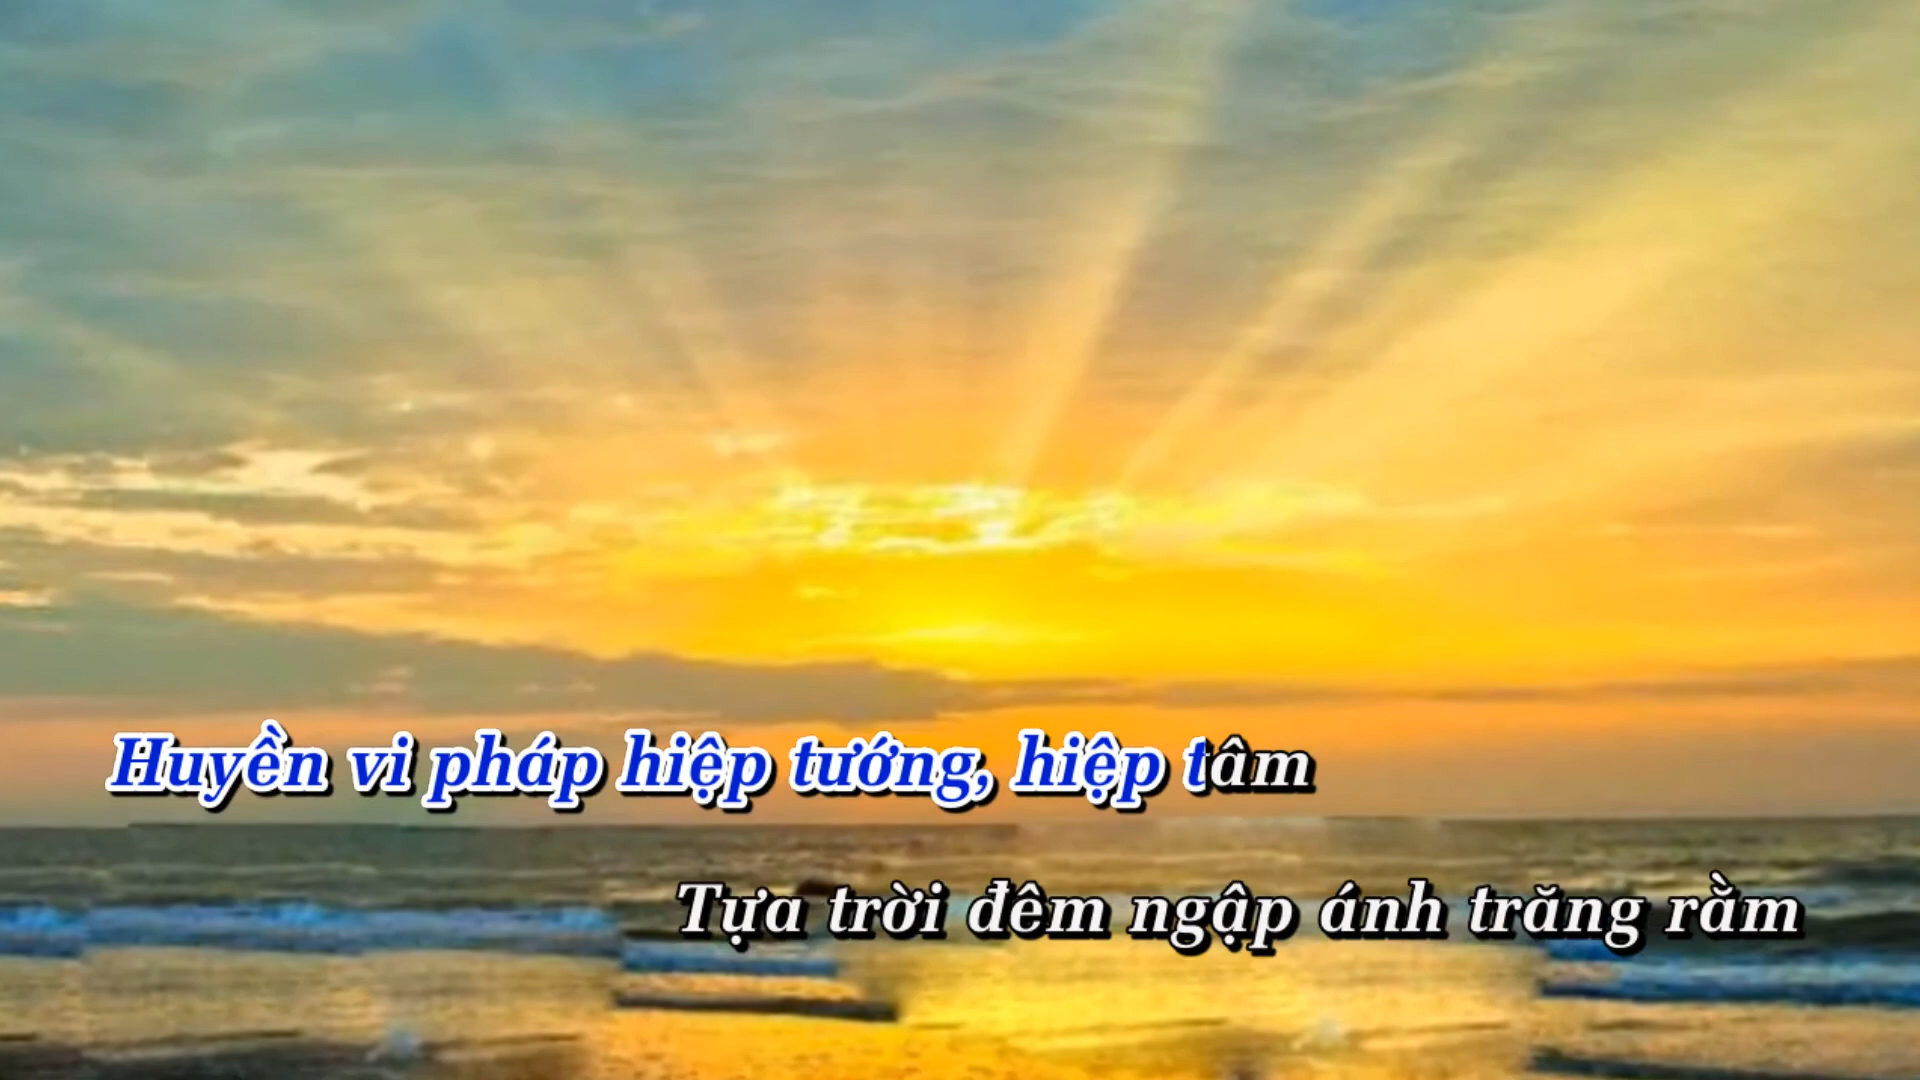 Huyền vi pháp hiệp tướng, hiệp tâm
Tựa trời đêm ngập ánh trăng rằm